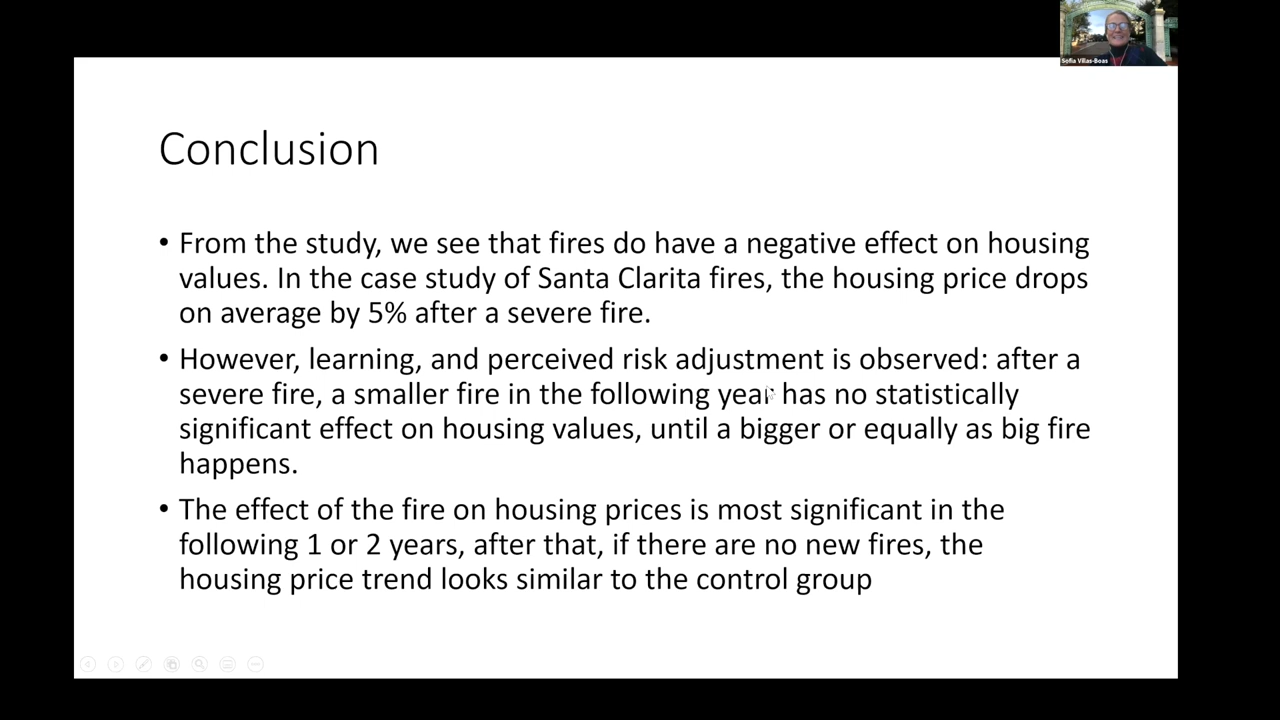 Sofia Villas-Boas
Conclusion
• From the study, we see that fires do have a negative effect on housing
values. In the case study of Santa Clarita fires, the housing price drops
on average by 5% after a severe fire.
• However, learning, and perceived risk adjustment is observed: after a
severe fire, a smaller fire in the following year has no statistically
significant effect on housing values, until a bigger or equally as big fire
happens.
• The effect of the fire on housing prices is most significant in the
following 1 or 2 years, after that, if there are no new fires, the
housing price trend looks similar to the control group